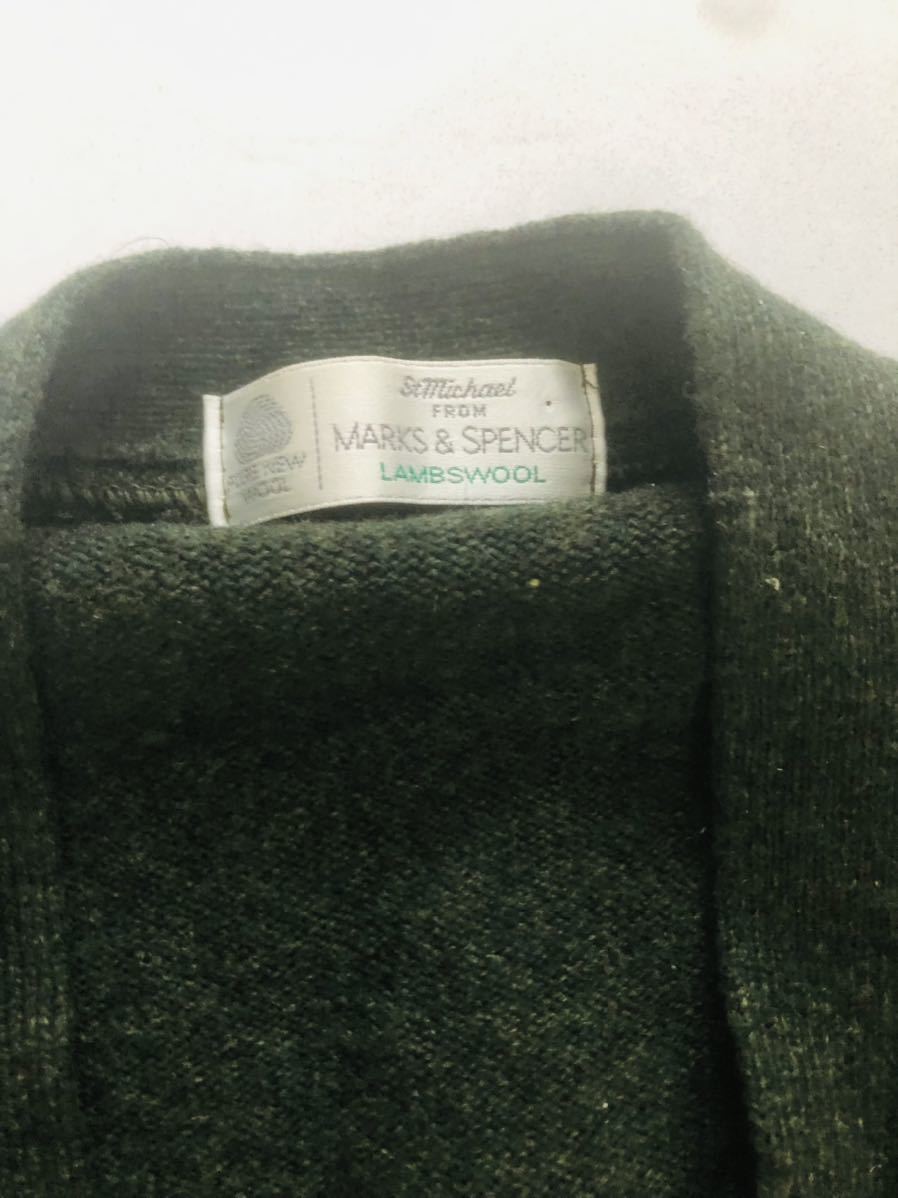 St Michael
FROM
MARKS & SPENCER
LAMBSWOOL
PURE NEW
WOOL